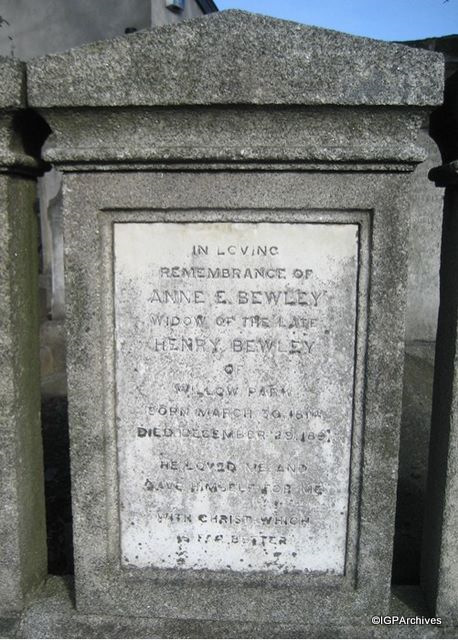 IN LOVING
REMEMBRANCE OF
ANNE E. BEWLEY
WIDOW OF THE LATE
HENRY BEWLEY
OF
WILLOW PARK
BORN MARCH 30,
DIED DECEMBER 29,
HE LOVED ME AND
GAVE HIMSELF FOR ME
WITH CHRIST WHICH
IS FAR BETTER
©IGPArchives